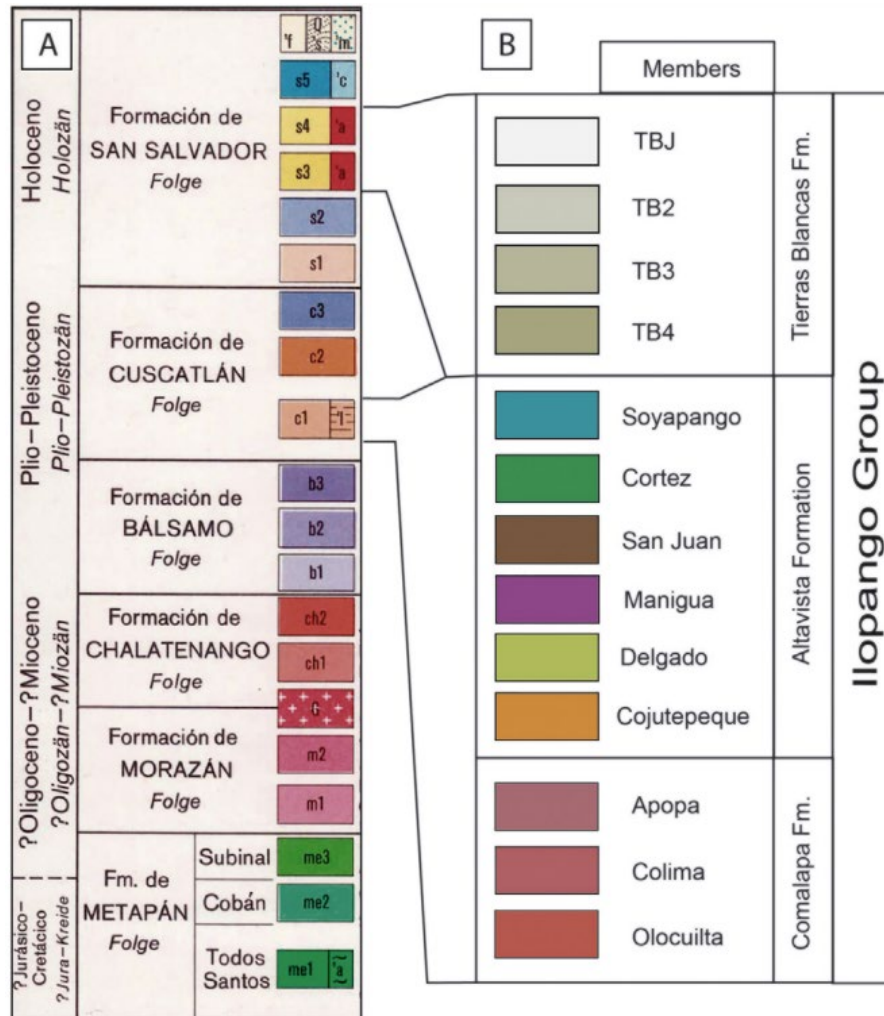 A
Holoceno
Holozän
Plio–Pleistoceno
Plio–Pleistozän
?Oligoceno–?Mioceno
?Oligozän–?Miozän
?Jurásico–
Cretácico
?Jura–Kreide
Formación de
SAN SALVADOR
Folge
'f
Q
s
'm
s5
'c
s4
'a
s3
'a
s2
s1
Formación de
CUSCATLÁN
Folge
c3
c2
c1
'l
Formación de
BÁLSAMO
Folge
b3
b2
b1
Formación de
CHALATENANGO
Folge
ch2
ch1
G
Formación de
MORAZÁN
Folge
m2
m1
Fm. de
METAPÁN
Folge
Subinal
me3
Cobán
me2
Todos
Santos
me1
B
Members
TBJ
TB2
TB3
TB4
Tierras Blancas Fm.
Soyapango
Cortez
San Juan
Manigua
Delgado
Cojutepeque
Altavista Formation
Apopa
Colima
Olocuilta
Comalapa Fm.
Ilopango Group